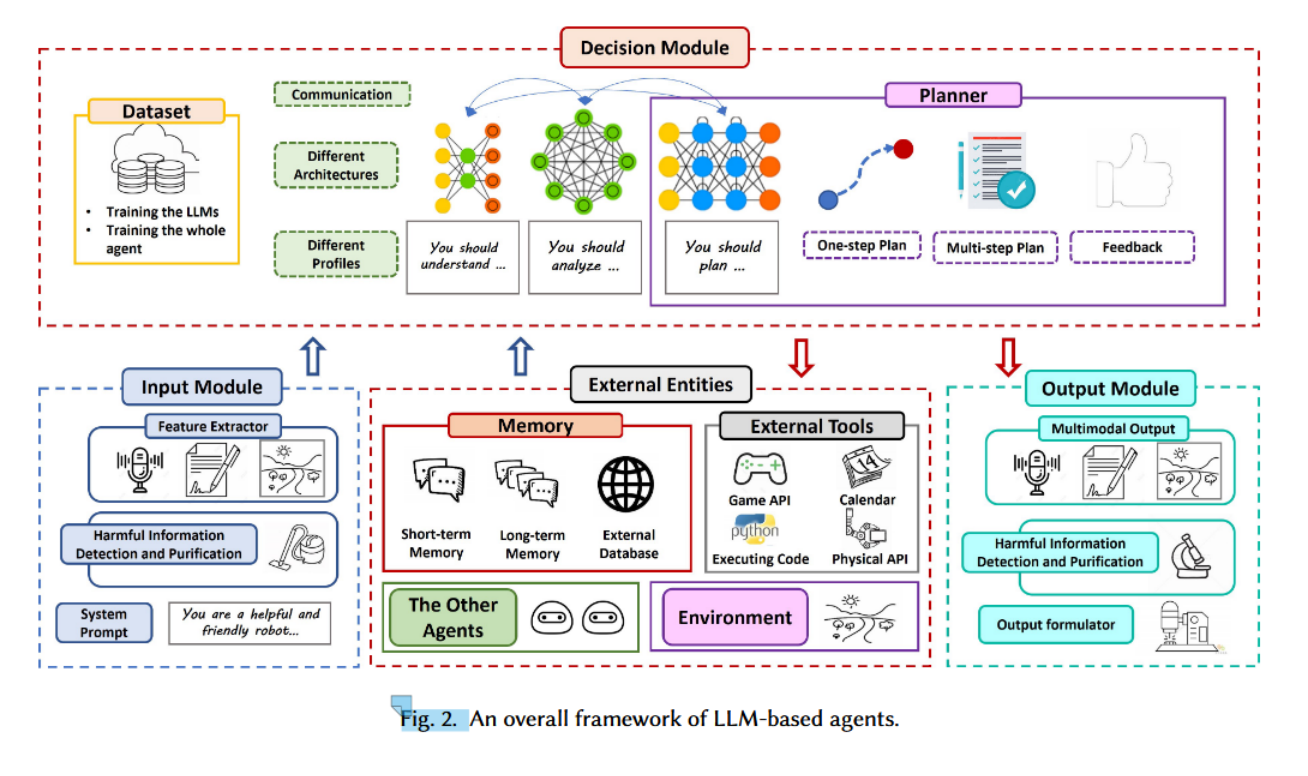 Decision Module
Dataset
• Training the LLMs
• Training the whole
agent
Communication
Different
Architectures
Different
Profiles
You should
understand ...
You should
analyze ...
You should
plan ...
Planner
One-step Plan
Multi-step Plan
Feedback
Input Module
Feature Extractor
Harmful Information
Detection and Purification
System
Prompt
You are a helpful and
friendly robot...
External Entities
Memory
Short-term
Memory
Long-term
Memory
External
Database
External Tools
Game API
14
Calendar
python
Executing Code
Physical API
The Other
Agents
Environment
Output Module
Multimodal Output
Harmful Information
Detection and Purification
Output formulator
Fig. 2. An overall framework of LLM-based agents.